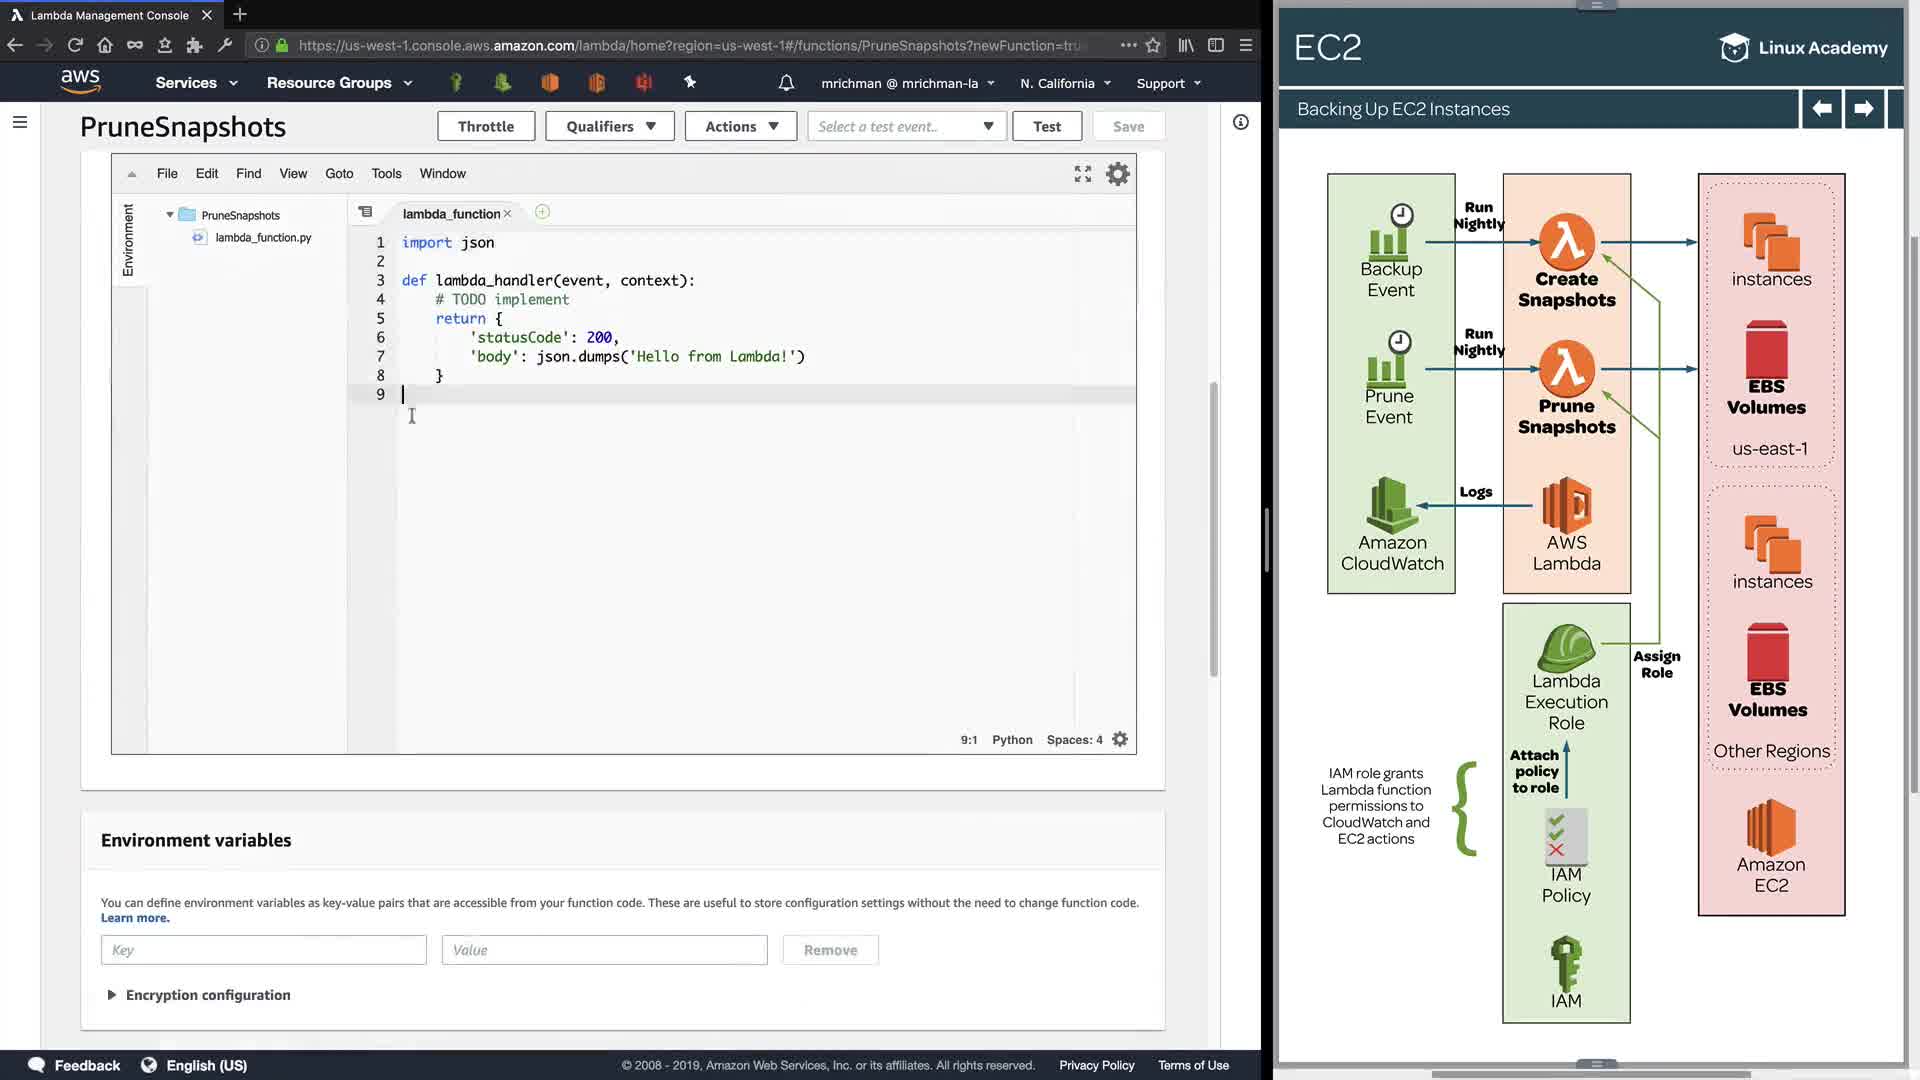 Lambda Management Console
https://us-west-1.console.aws.amazon.com/lambda/home?region=us-west-1#/functions/PruneSnapshots?newFunction=tru
aws
Services
Resource Groups
mrichman @ mrichman-la
N. California
Support
PruneSnapshots
Throttle
Qualifiers
Actions
Select a test event..
Test
Save
File Edit Find View Goto Tools Window
Environment
PruneSnapshots
lambda_function.py
lambda_function
1 import json
2
3 def lambda_handler(event, context):
4 # TODO implement
5 return {
6 'statusCode': 200,
7 'body': json.dumps('Hello from Lambda!')
8 }
9
9:1 Python Spaces: 4
Environment variables
You can define environment variables as key-value pairs that are accessible from your function code. These are useful to store configuration settings without the need to change function code.
Learn more.
Key
Value
Remove
Encryption configuration
Feedback
English (US)
© 2008 - 2019, Amazon Web Services, Inc. or its affiliates. All rights reserved.
Privacy Policy
Terms of Use
EC2
Linux Academy
Backing Up EC2 Instances
Backup
Event
Run
Nightly
Create
Snapshots
instances
Prune
Event
Run
Nightly
Prune
Snapshots
EBS
Volumes
us-east-1
Amazon
CloudWatch
Logs
AWS
Lambda
instances
EBS
Volumes
Other Regions
Amazon
EC2
Lambda
Execution
Role
Assign
Role
Attach
policy
to role
IAM role grants
Lambda function
permissions to
CloudWatch and
EC2 actions
IAM
Policy
IAM